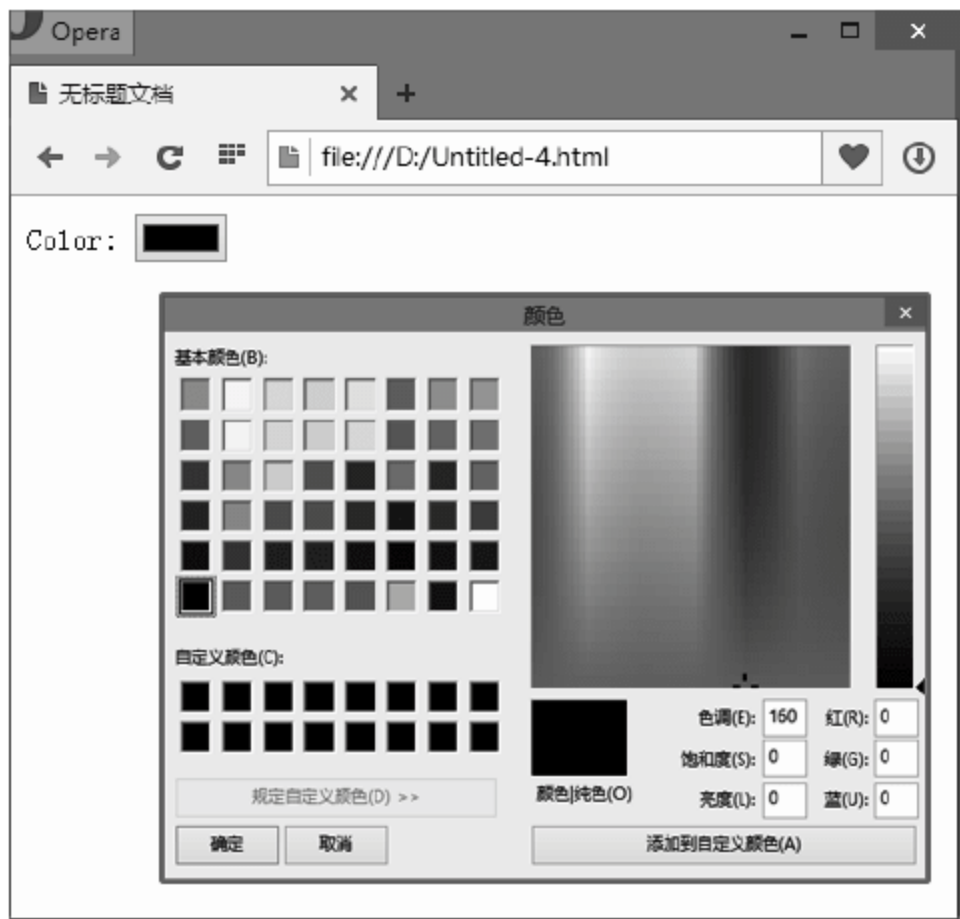 Opera
无标题文档
file:///D:/Untitled-4.html
Color:
颜色
基本颜色(B):
自定义颜色(C):
规定自定义颜色(D) >>
确定 取消
颜色|纯色(O)
色调(E): 160 红(R): 0
饱和度(S): 0 绿(G): 0
亮度(L): 0 蓝(U): 0
添加到自定义颜色(A)